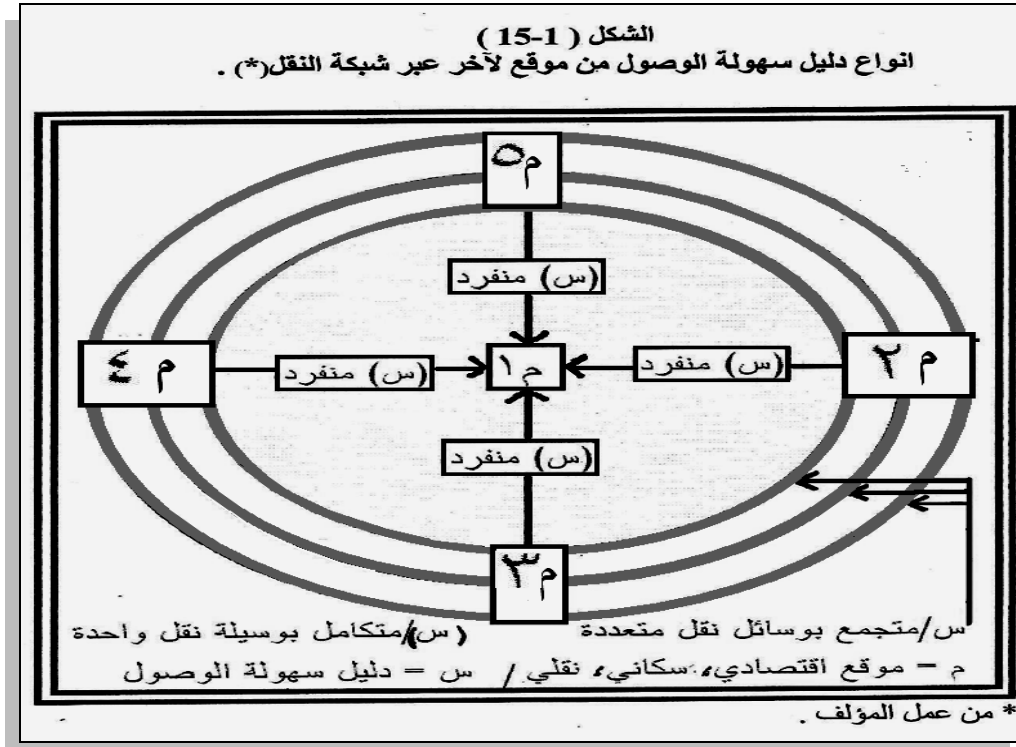 الشكل ( 1-15 )
انواع دليل سهولة الوصول من موقع لآخر عبر شبكة النقل(*) .
م٥
(س) منفرد
م ٢
(س) منفرد
م١
(س) منفرد
م ٤
(س) منفرد
م٣
س/متجمع بوسائل نقل متعددة
(س)/متكامل بوسيلة نقل واحدة
م = موقع اقتصادي، سكاني، نقلي / س = دليل سهولة الوصول
* من عمل المؤلف .